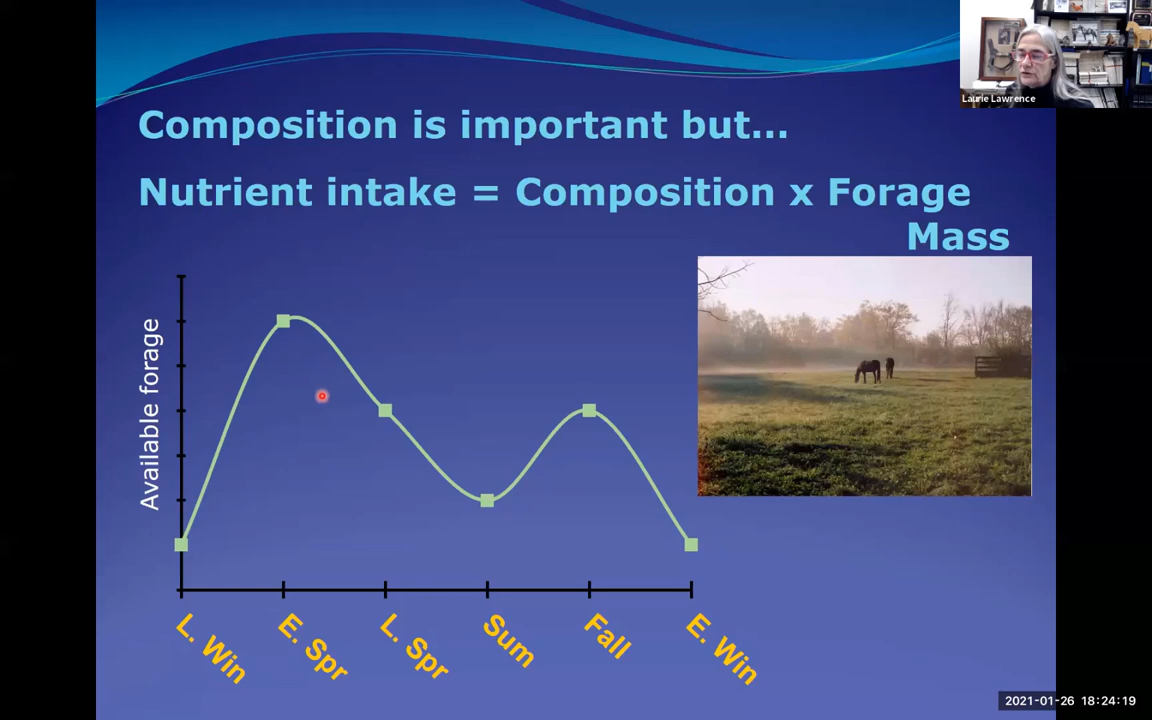 Laurie Lawrence
Composition is important but...
Nutrient intake = Composition x Forage
Mass
Available forage
L. Win
E. Spr
L. Spr
Sum
Fall
E. Win
2021-01-26 18:24:19